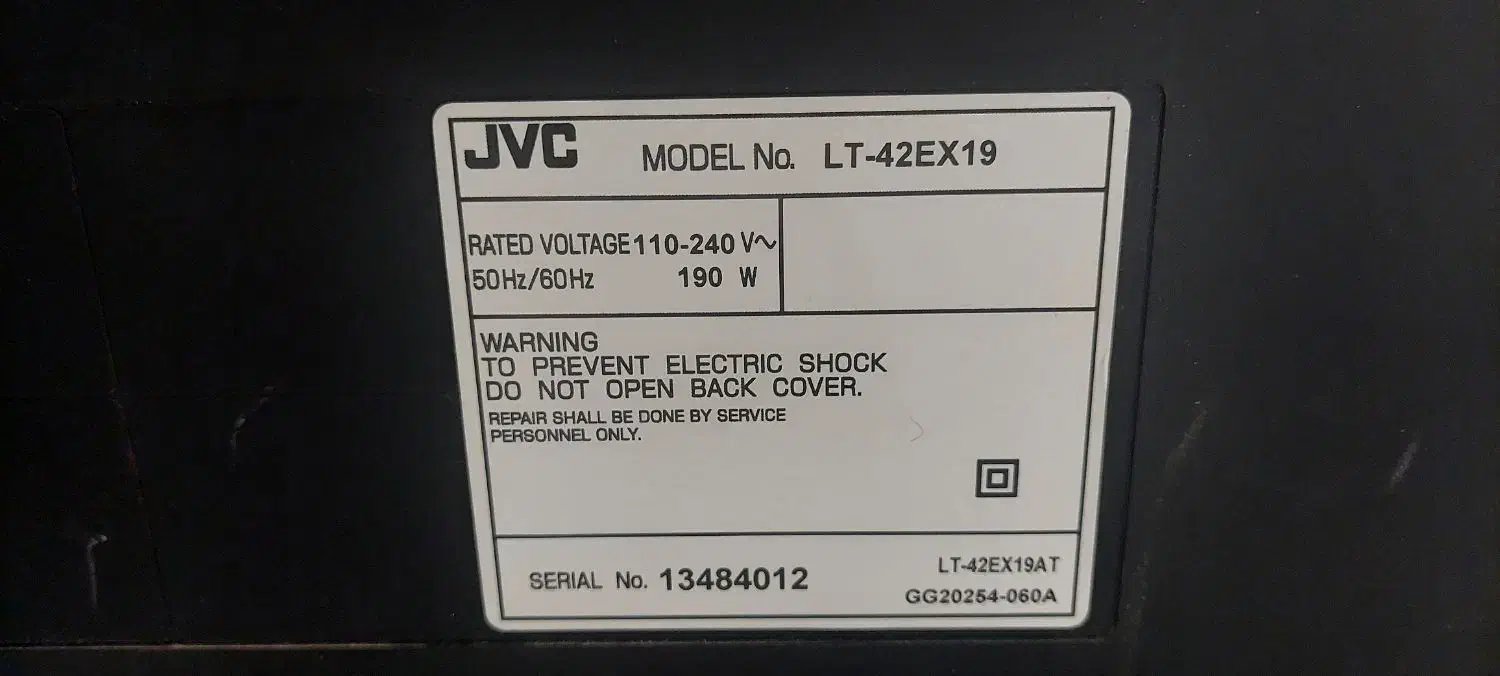 JVC MODEL No. LT-42EX19
RATED VOLTAGE 110-240 V~
50Hz/60Hz 190 W
WARNING
TO PREVENT ELECTRIC SHOCK
DO NOT OPEN BACK COVER.
REPAIR SHALL BE DONE BY SERVICE
PERSONNEL ONLY.
SERIAL No. 13484012
LT-42EX19AT
GG20254-060A